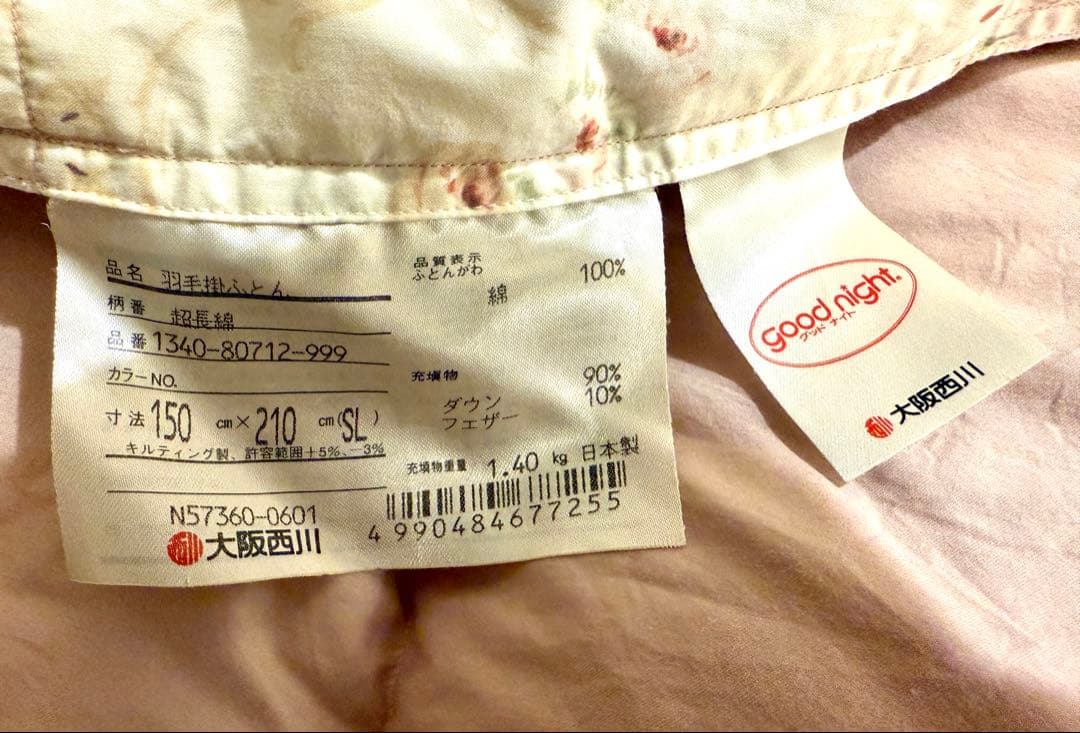 品名 羽毛掛ふとん
柄番 超長綿
品番 1340-80712-999
カラーNO.
寸法 150 cm×210 cm(SL)
キルティング製、許容範囲+5%、-3%
N57360-0601
大阪西川
品質表示
ふとんがわ
綿 100%
充填物
ダウン 90%
フェザー 10%
充填物重量 1.40 kg 日本製
4990484677255
good night.
グッド ナイト
大阪西川